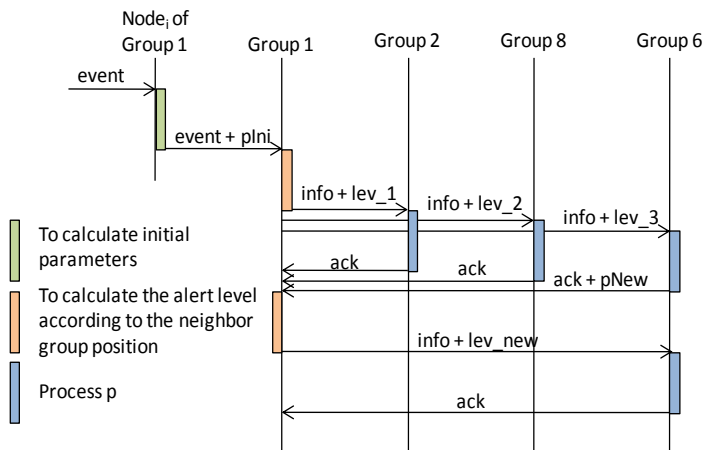 Nodei of
Group 1
Group 1
Group 2
Group 8
Group 6
event
event + pIni
info + lev_1
info + lev_2
info + lev_3
ack
ack
ack + pNew
info + lev_new
ack
To calculate initial
parameters
To calculate the alert level
according to the neighbor
group position
Process p